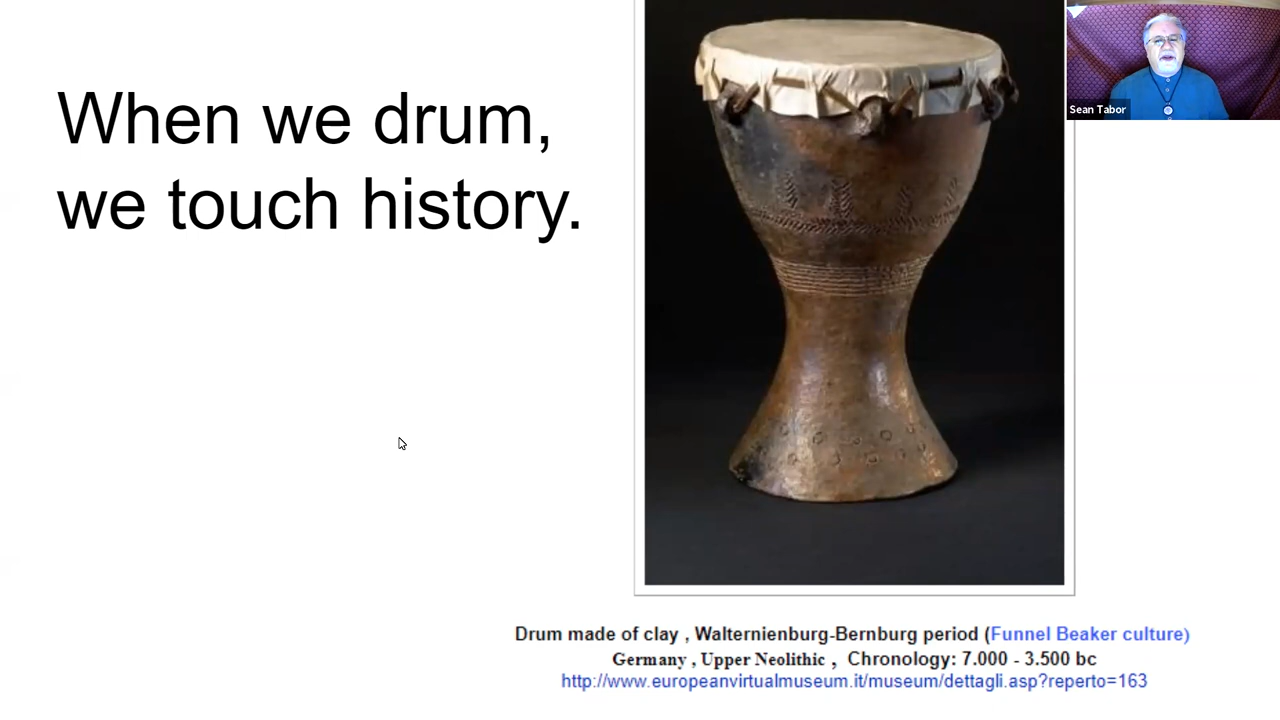 When we drum,
we touch history.
Sean Tabor
Drum made of clay , Walternienburg-Bernburg period (Funnel Beaker culture)
Germany , Upper Neolithic , Chronology: 7.000 - 3.500 bc
http://www.europeanvirtualmuseum.it/museum/dettagli.asp?reperto=163